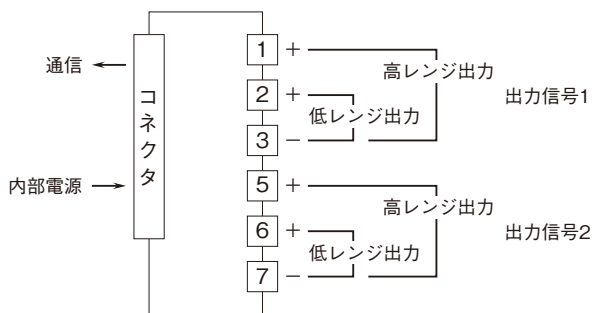 通信
内部電源
コネクタ
1 +
高レンジ出力
2 +
低レンジ出力
3 −
出力信号1
5 +
高レンジ出力
6 +
低レンジ出力
7 −
出力信号2